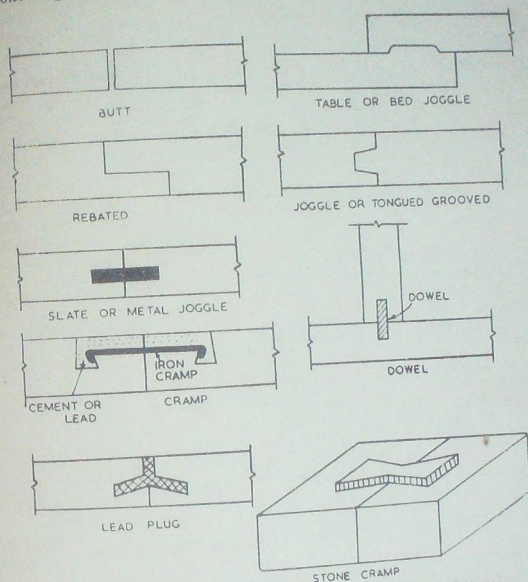 BUTT
TABLE OR BED JOGGLE
REBATED
JOGGLE OR TONGUED GROOVED
SLATE OR METAL JOGGLE
DOWEL
DOWEL
IRON
CRAMP
CEMENT OR
LEAD
CRAMP
LEAD PLUG
STONE CRAMP